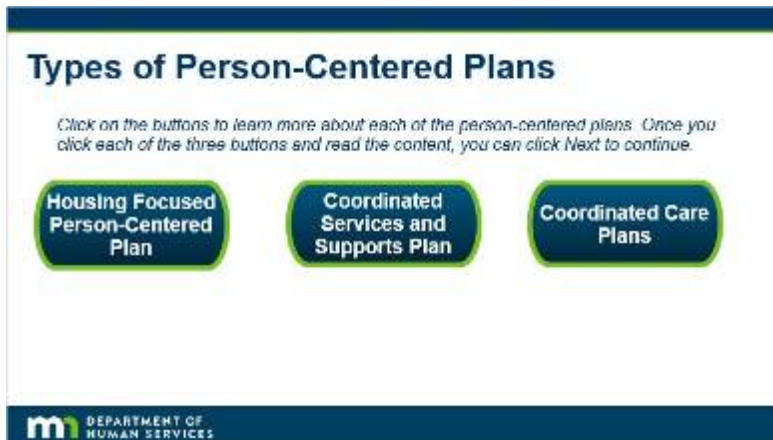 Types of Person-Centered Plans
Click on the buttons to learn more about each of the person-centered plans. Once you
click each of the three buttons and read the content, you can click Next to continue.
Housing Focused
Person-Centered
Plan
Coordinated
Services and
Supports Plan
Coordinated Care
Plans
mn DEPARTMENT OF
HUMAN SERVICES